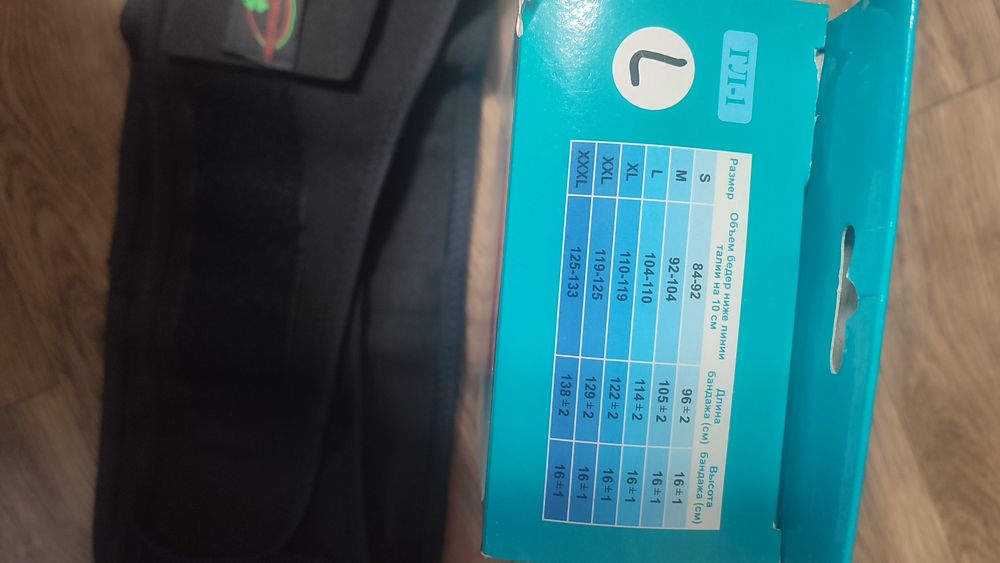 ГЛ-1
L
Размер Объем бедер ниже линии Длина Высота
талии на 10 см бандажа (см) бандажа (см)
S 84-92 96±2 16±1
M 92-104 105±2 16±1
L 104-110 114±2 16±1
XL 110-119 122±2 16±1
XXL 119-125 129±2 16±1
XXXL 125-133 138±2 16±1